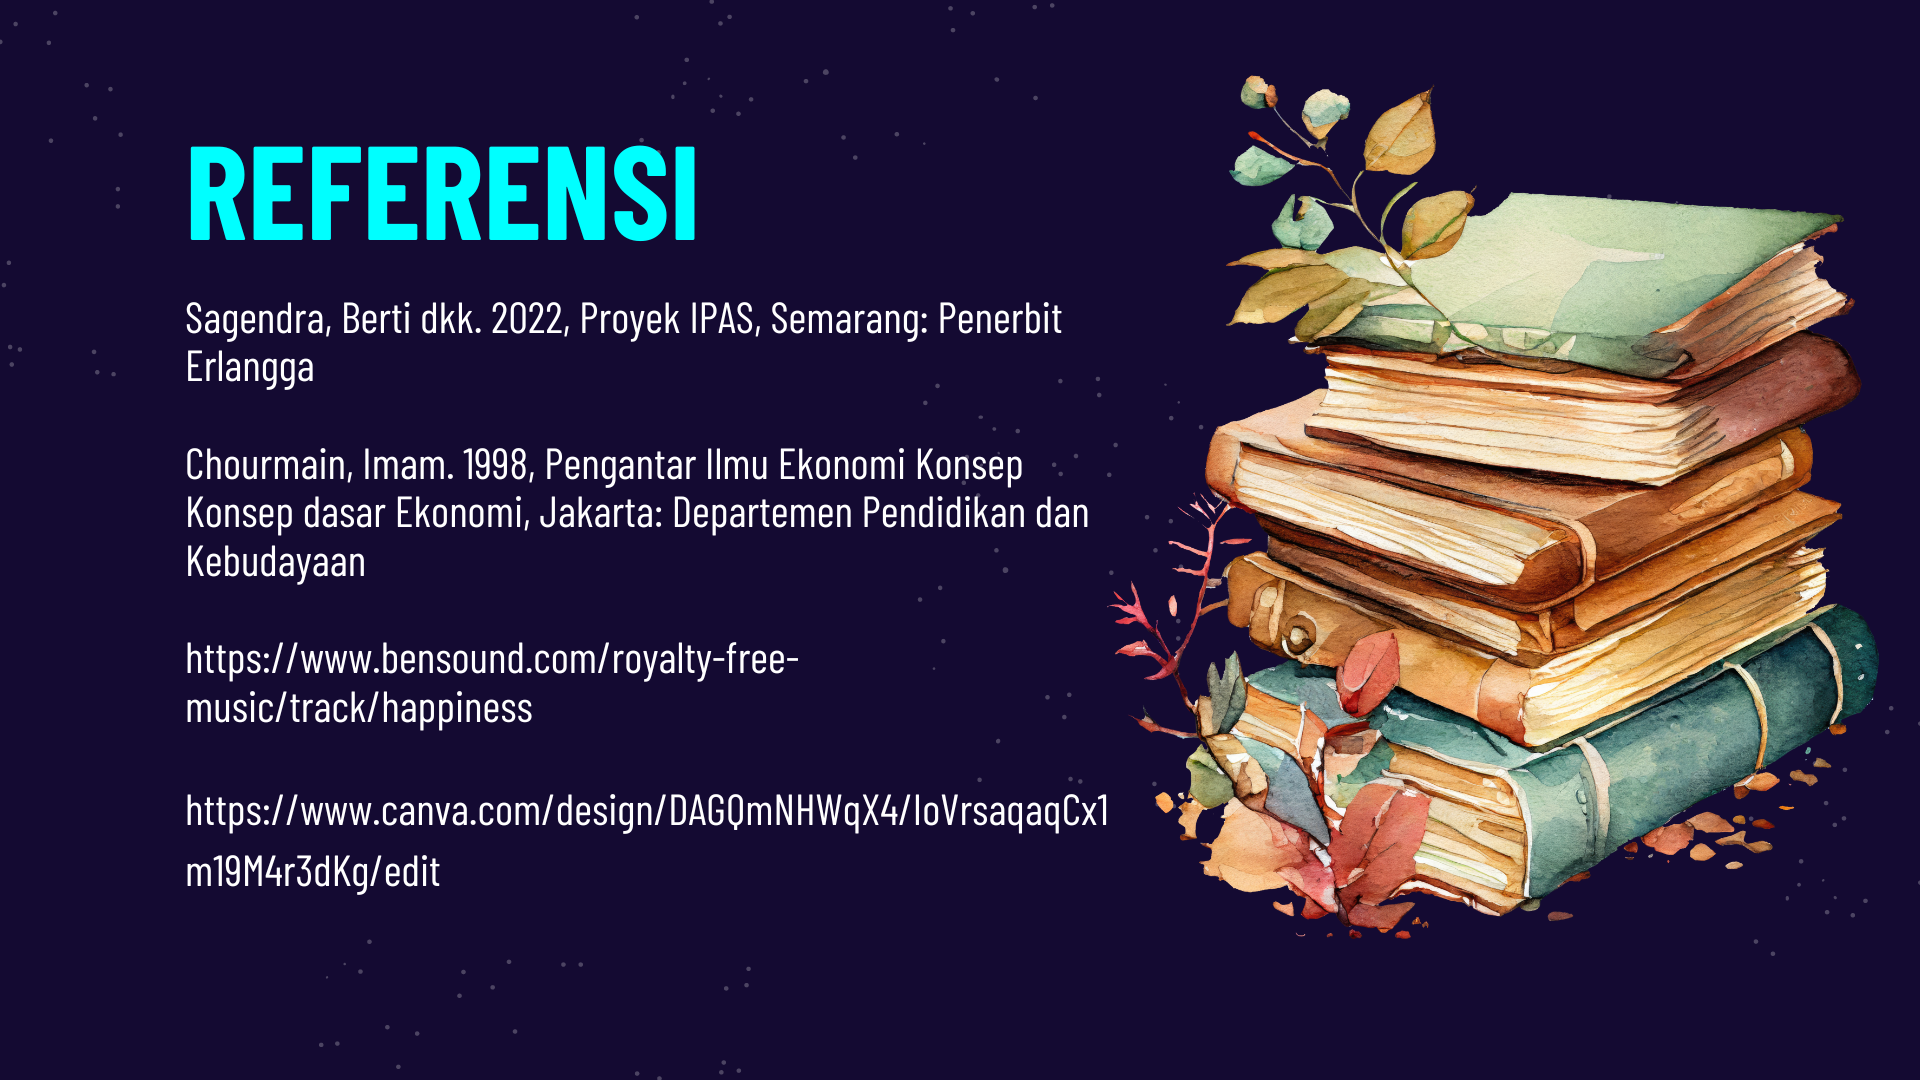 REFERENSI
Sagendra, Berti dkk. 2022, Proyek IPAS, Semarang: Penerbit
Erlangga
Chourmain, Imam. 1998, Pengantar Ilmu Ekonomi Konsep
Konsep dasar Ekonomi, Jakarta: Departemen Pendidikan dan
Kebudayaan
https://www.bensound.com/royalty-free-
music/track/happiness
https://www.canva.com/design/DAGQmNHWqX4/IoVrsaqaqCx1
m19M4r3dKg/edit